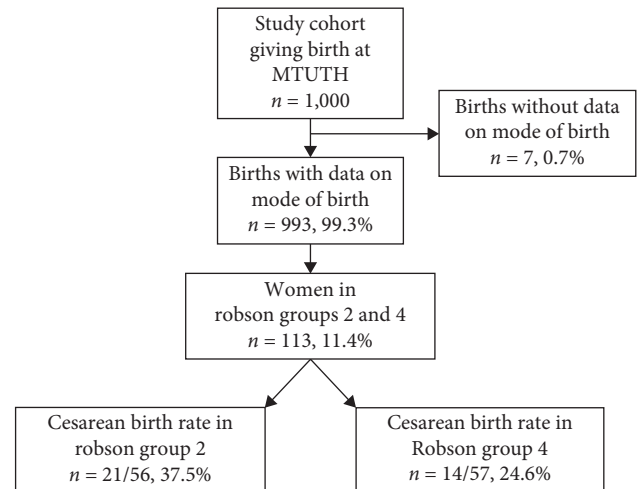 Study cohort
giving birth at
MTUTH
n = 1,000
Births without data
on mode of birth
n = 7, 0.7%
Births with data on
mode of birth
n = 993, 99.3%
Women in
robson groups 2 and 4
n = 113, 11.4%
Cesarean birth rate in
robson group 2
n = 21/56, 37.5%
Cesarean birth rate in
Robson group 4
n = 14/57, 24.6%